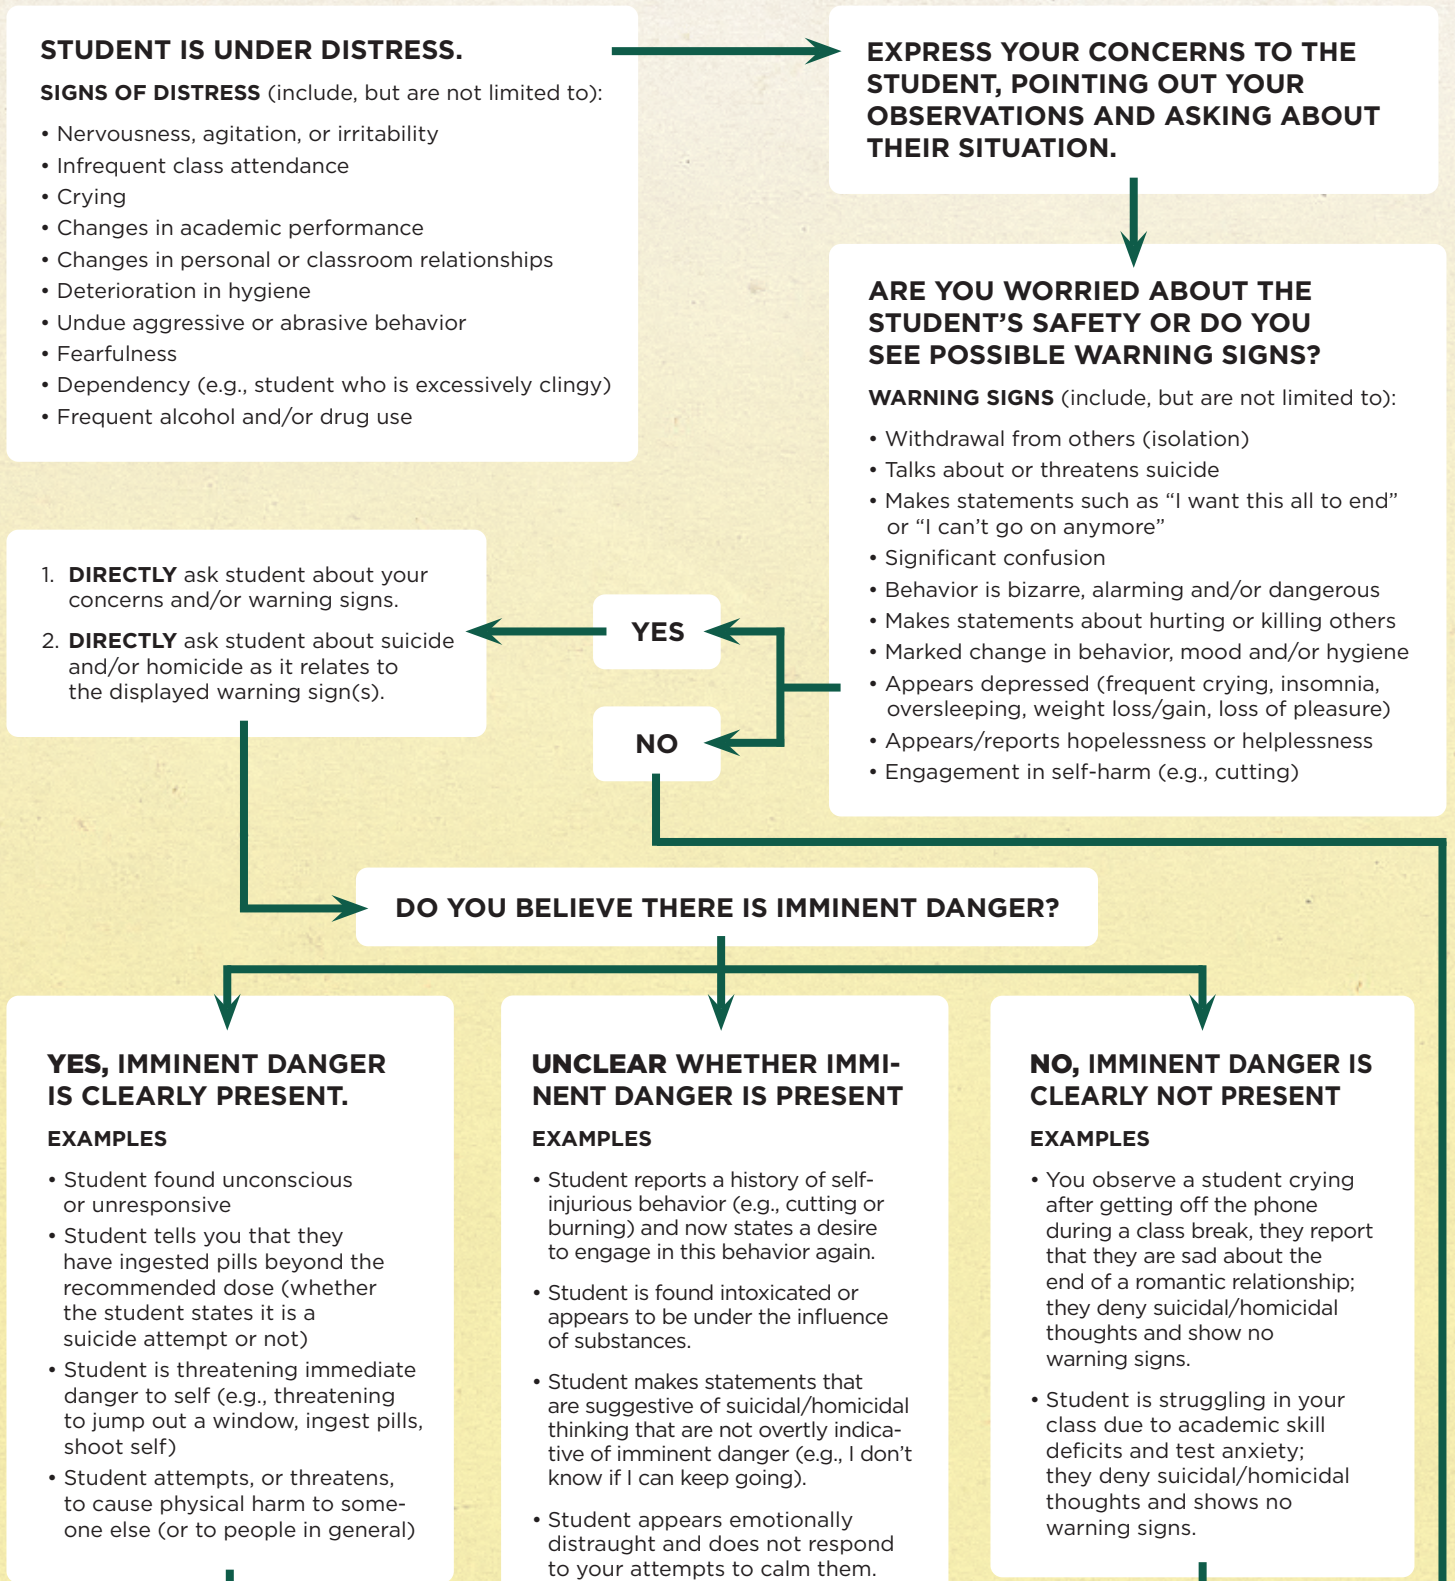 STUDENT IS UNDER DISTRESS.
SIGNS OF DISTRESS (include, but are not limited to):
• Nervousness, agitation, or irritability
• Infrequent class attendance
• Crying
• Changes in academic performance
• Changes in personal or classroom relationships
• Deterioration in hygiene
• Undue aggressive or abrasive behavior
• Fearfulness
• Dependency (e.g., student who is excessively clingy)
• Frequent alcohol and/or drug use
EXPRESS YOUR CONCERNS TO THE
STUDENT, POINTING OUT YOUR
OBSERVATIONS AND ASKING ABOUT
THEIR SITUATION.
ARE YOU WORRIED ABOUT THE
STUDENT'S SAFETY OR DO YOU
SEE POSSIBLE WARNING SIGNS?
WARNING SIGNS (include, but are not limited to):
• Withdrawal from others (isolation)
• Talks about or threatens suicide
• Makes statements such as “I want this all to end”
or “I can’t go on anymore”
• Significant confusion
• Behavior is bizarre, alarming and/or dangerous
• Makes statements about hurting or killing others
• Marked change in behavior, mood and/or hygiene
• Appears depressed (frequent crying, insomnia,
oversleeping, weight loss/gain, loss of pleasure)
• Appears/reports hopelessness or helplessness
• Engagement in self-harm (e.g., cutting)
YES
NO
1. DIRECTLY ask student about your
concerns and/or warning signs.
2. DIRECTLY ask student about suicide
and/or homicide as it relates to
the displayed warning sign(s).
DO YOU BELIEVE THERE IS IMMINENT DANGER?
YES, IMMINENT DANGER
IS CLEARLY PRESENT.
EXAMPLES
• Student found unconscious
or unresponsive
• Student tells you that they
have ingested pills beyond the
recommended dose (whether
the student states it is a
suicide attempt or not)
• Student is threatening immediate
danger to self (e.g., threatening
to jump out a window, ingest pills,
shoot self)
• Student attempts, or threatens,
to cause physical harm to some-
one else (or to people in general)
UNCLEAR WHETHER IMMI-
NENT DANGER IS PRESENT
EXAMPLES
• Student reports a history of self-
injurious behavior (e.g., cutting or
burning) and now states a desire
to engage in this behavior again.
• Student is found intoxicated or
appears to be under the influence
of substances.
• Student makes statements that
are suggestive of suicidal/homicidal
thinking that are not overtly indica-
tive of imminent danger (e.g., I don’t
know if I can keep going).
• Student appears emotionally
distraught and does not respond
to your attempts to calm them.
NO, IMMINENT DANGER IS
CLEARLY NOT PRESENT
EXAMPLES
• You observe a student crying
after getting off the phone
during a class break, they report
that they are sad about the
end of a romantic relationship;
they deny suicidal/homicidal
thoughts and show no
warning signs.
• Student is struggling in your
class due to academic skill
deficits and test anxiety;
they deny suicidal/homicidal
thoughts and shows no
warning signs.